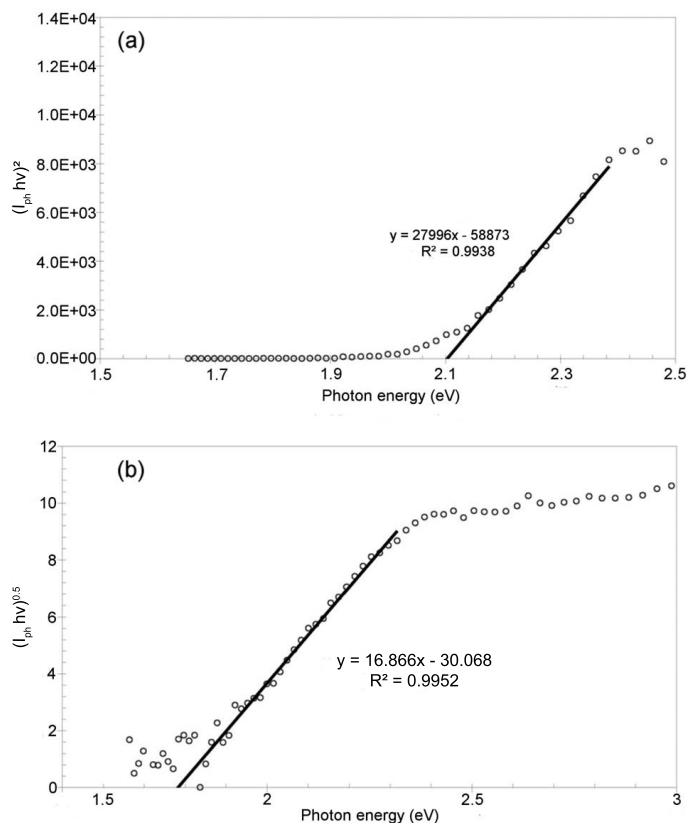 1.4E+04
(a)
1.2E+04
1.0E+04
8.0E+03
(Iph hν)²
6.0E+03
y = 27996x - 58873
R² = 0.9938
4.0E+03
2.0E+03
0.0E+00
1.5 1.7 1.9 2.1 2.3 2.5
Photon energy (eV)
12
(b)
10
8
(Iph hν)0.5
6
y = 16.866x - 30.068
R² = 0.9952
4
2
0
1.5 2 2.5 3
Photon energy (eV)